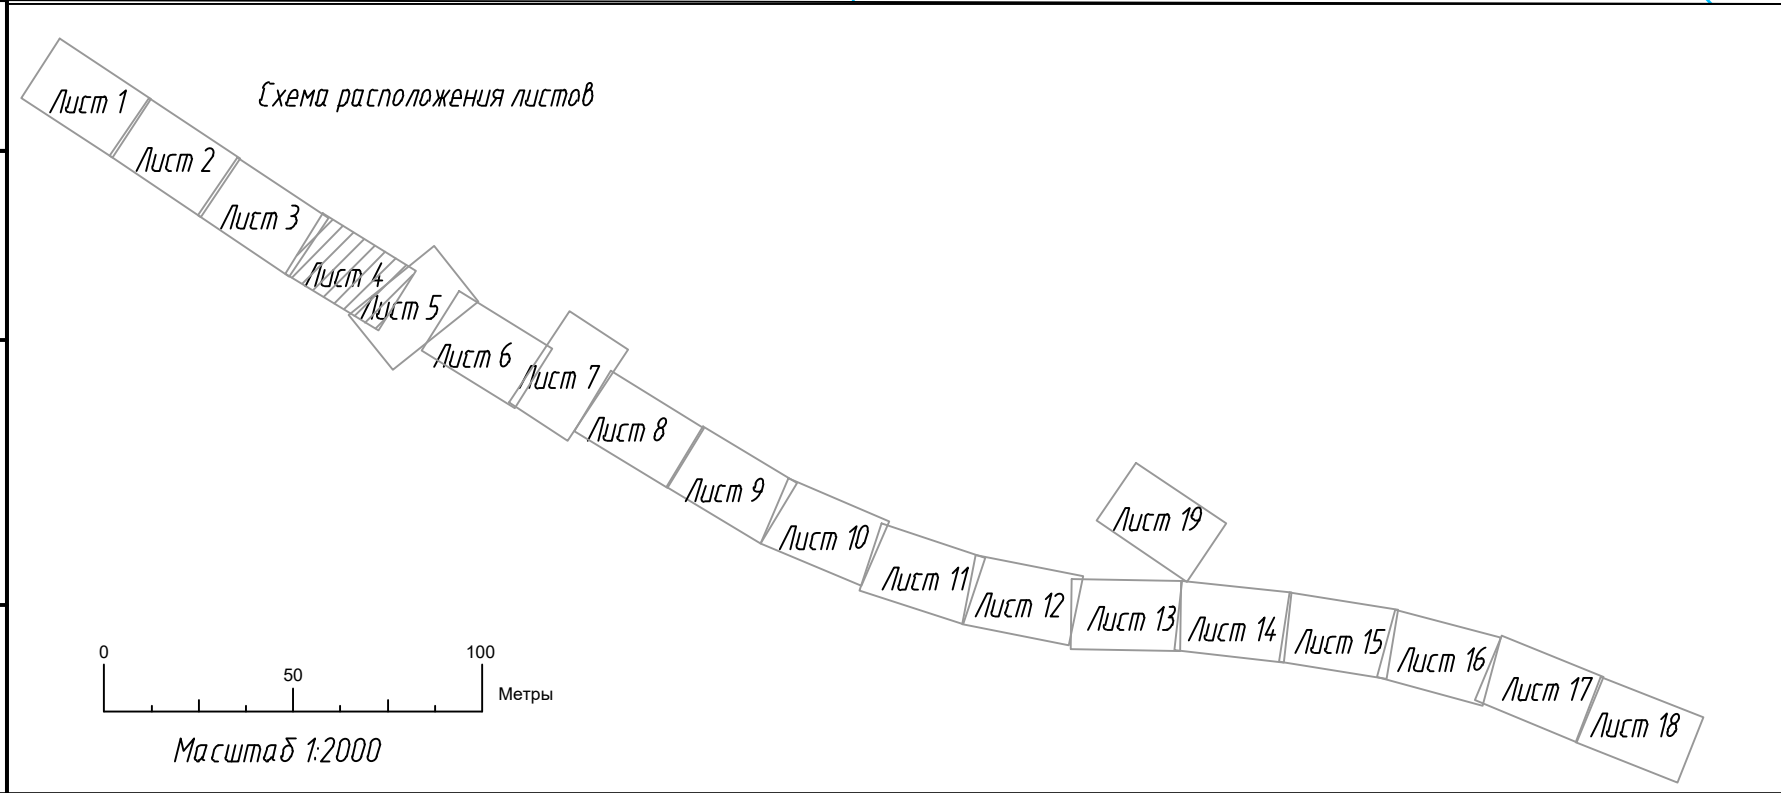 Схема расположения листов
Лист 1
Лист 2
Лист 3
Лист 4
Лист 5
Лист 6
Лист 7
Лист 8
Лист 9
Лист 10
Лист 11
Лист 12
Лист 13
Лист 14
Лист 15
Лист 16
Лист 17
Лист 18
Лист 19
0
50
100
Метры
Масштаб 1:2000